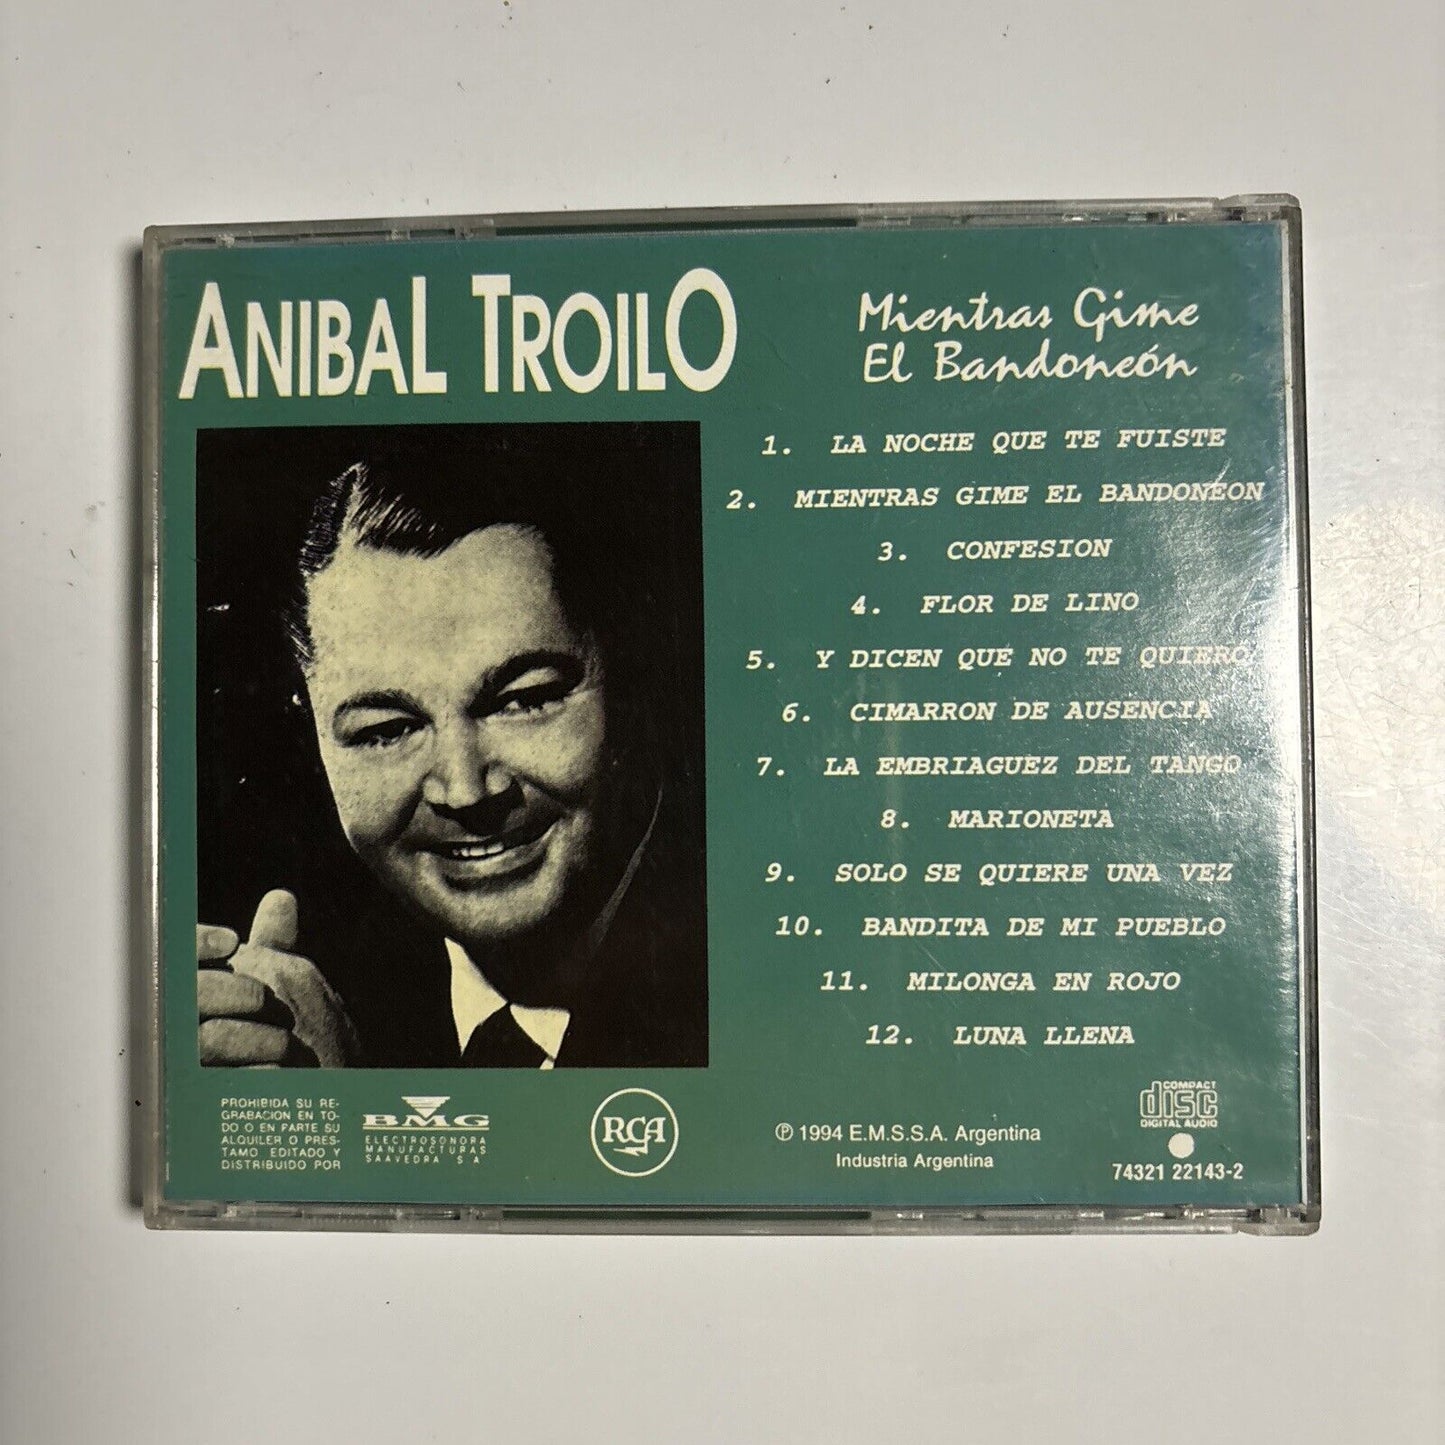 ANIBAL TROILO
Mientras Gime
El Bandoneón
1. LA NOCHE QUE TE FUISTE
2. MIENTRAS GIME EL BANDONEON
3. CONFESION
4. FLOR DE LINO
5. Y DICEN QUE NO TE QUIERO
6. CIMARRON DE AUSENCIA
7. LA EMBRIAGUEZ DEL TANGO
8. MARIONETA
9. SOLO SE QUIERE UNA VEZ
10. BANDITA DE MI PUEBLO
11. MILONGA EN ROJO
12. LUNA LLENA
PROHIBIDA SU RE-
GRABACION EN TO-
DO O EN PARTE SU
ALQUILER O PRES-
TAMO EDITADO Y
DISTRIBUIDO POR
BMG
ELECTROSONORA
MANUFACTURAS
SAAVEDRA S A
RCA
℗ 1994 E.M.S.S.A. Argentina
Industria Argentina
COMPACT
disc
DIGITAL AUDIO
74321 22143-2